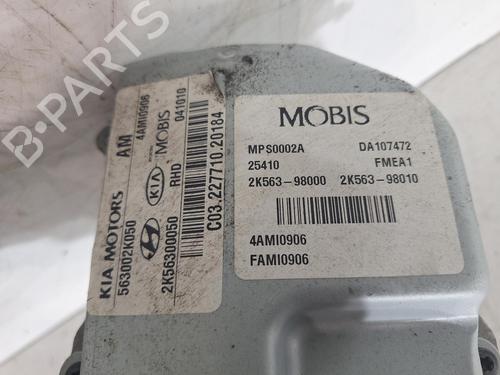 B-PARTS
KIA MOTORS AM
563002K050 4AMI0906
KIA MOBIS
2K56300050 RHD 041010
C03.227710.20184
MOBIS
MPS0002A DA107472
25410 FMEA1
2K563-98000 2K563-98010
4AMI0906
FAMI0906